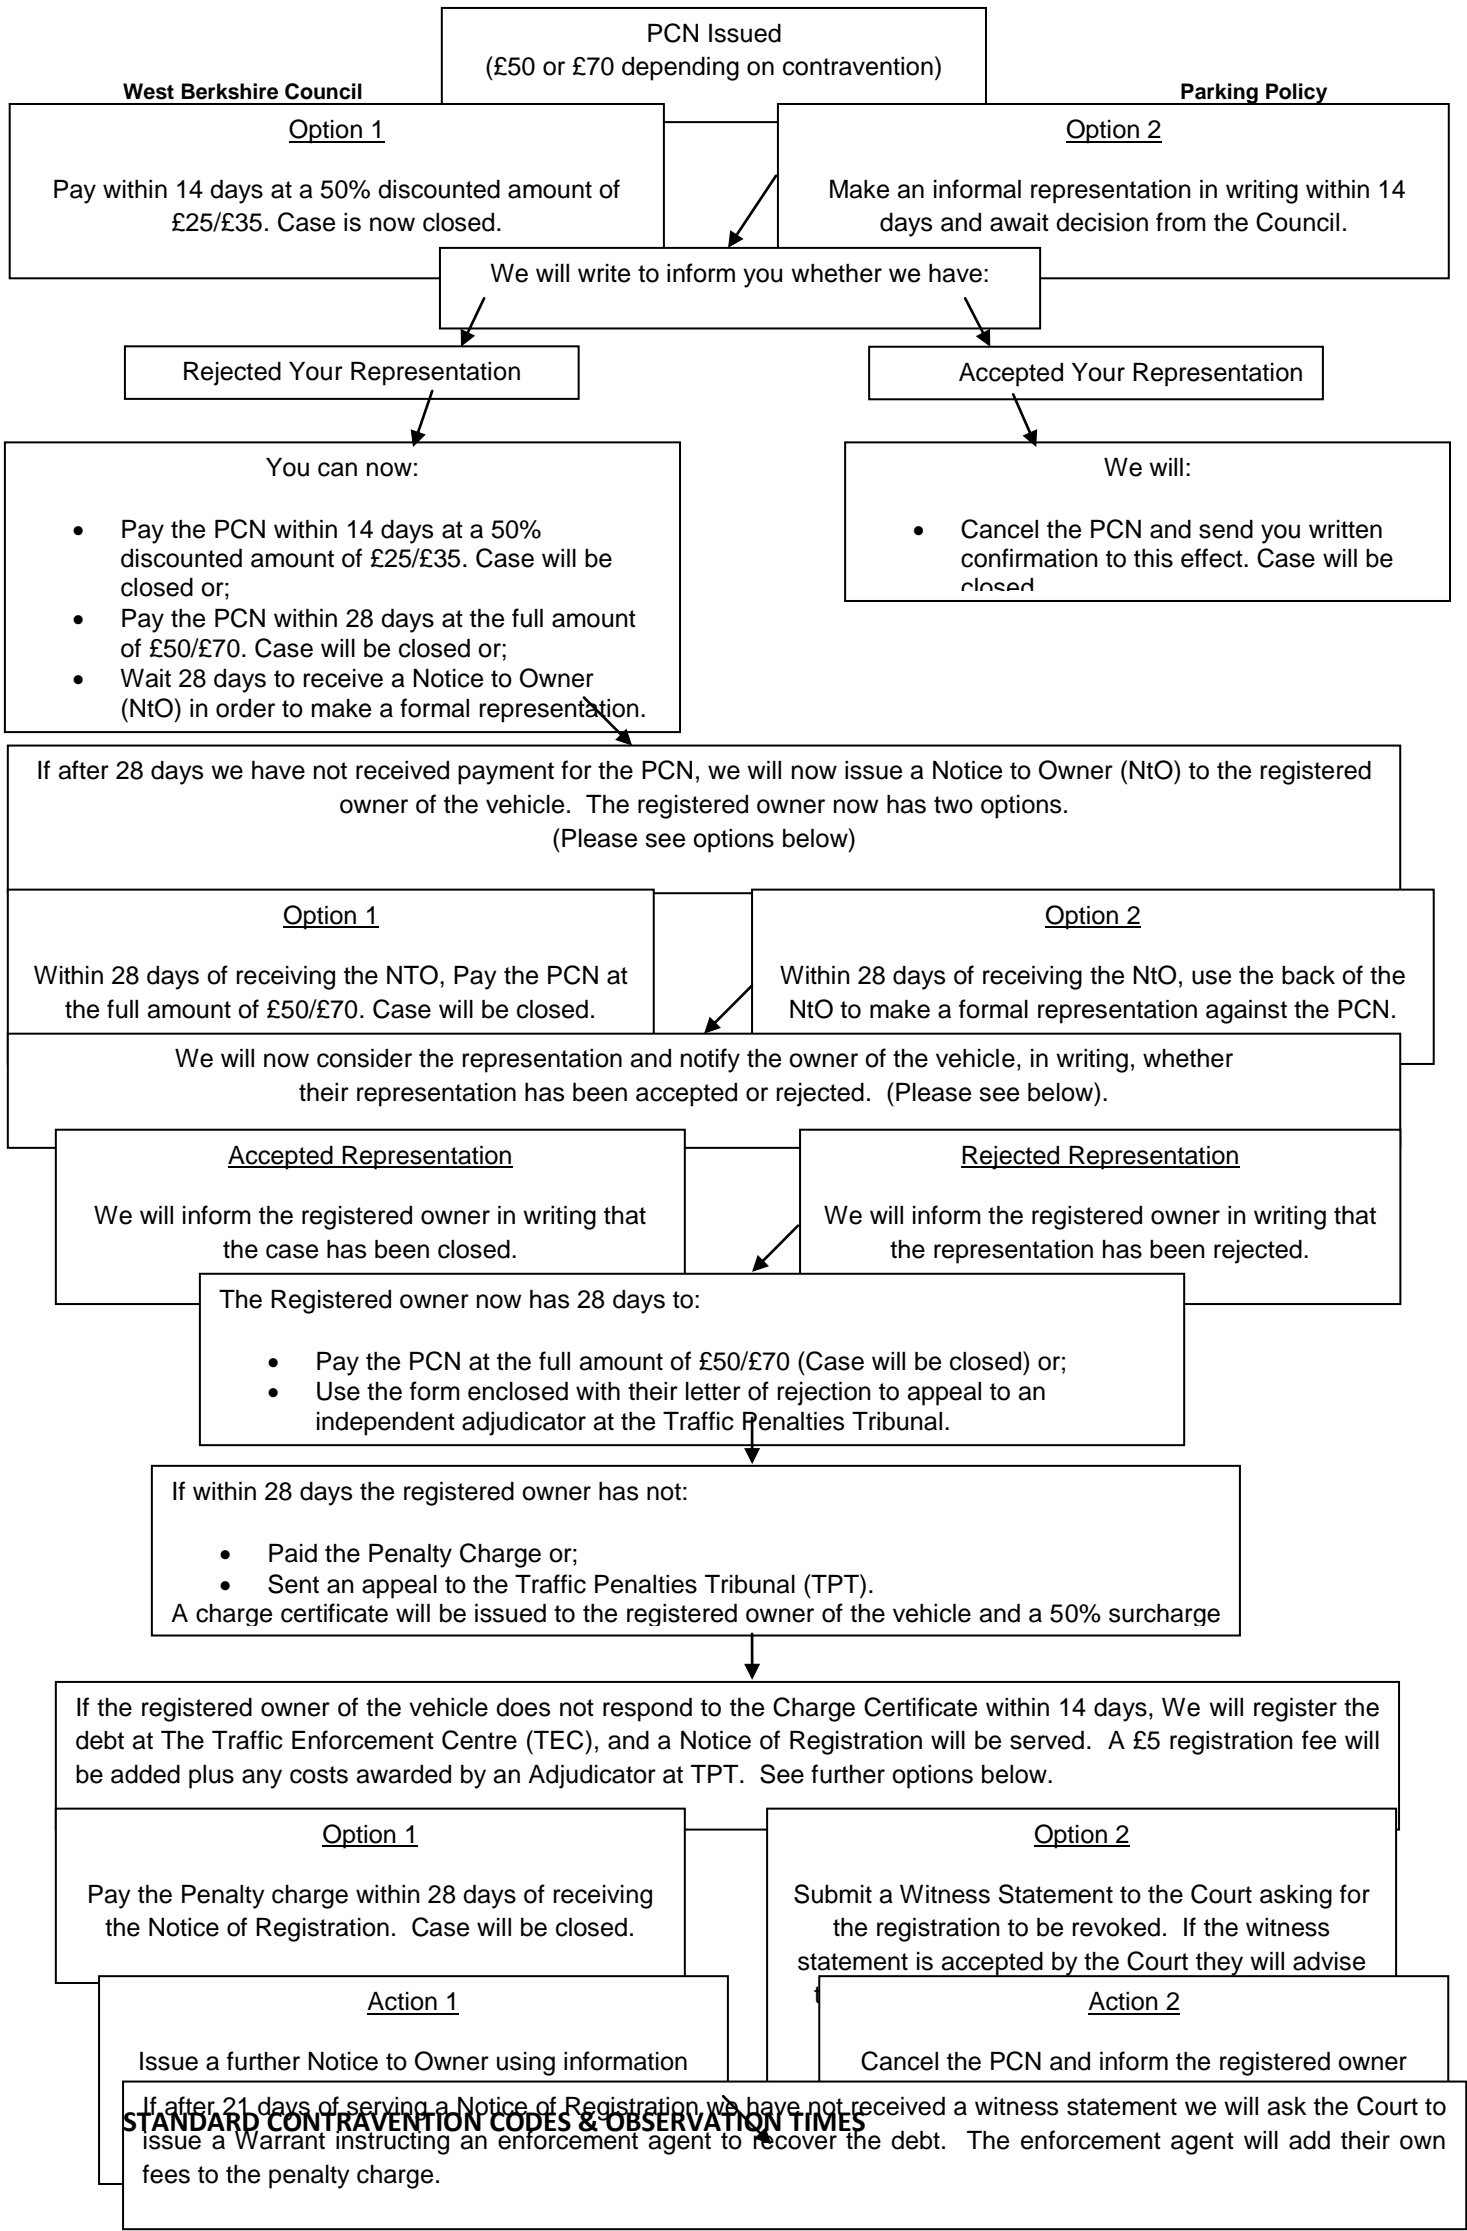 PCN Issued
(£50 or £70 depending on contravention)
West Berkshire Council
Parking Policy
Option 1
Pay within 14 days at a 50% discounted amount of
£25/£35. Case is now closed.
Option 2
Make an informal representation in writing within 14
days and await decision from the Council.
We will write to inform you whether we have:
Rejected Your Representation
Accepted Your Representation
You can now:
• Pay the PCN within 14 days at a 50%
discounted amount of £25/£35. Case will be
closed or;
• Pay the PCN within 28 days at the full amount
of £50/£70. Case will be closed or;
• Wait 28 days to receive a Notice to Owner
(NtO) in order to make a formal representation.
We will:
• Cancel the PCN and send you written
confirmation to this effect. Case will be
closed
If after 28 days we have not received payment for the PCN, we will now issue a Notice to Owner (NtO) to the registered
owner of the vehicle. The registered owner now has two options.
(Please see options below)
Option 1
Within 28 days of receiving the NTO, Pay the PCN at
the full amount of £50/£70. Case will be closed.
Option 2
Within 28 days of receiving the NtO, use the back of the
NtO to make a formal representation against the PCN.
We will now consider the representation and notify the owner of the vehicle, in writing, whether
their representation has been accepted or rejected. (Please see below).
Accepted Representation
We will inform the registered owner in writing that
the case has been closed.
Rejected Representation
We will inform the registered owner in writing that
the representation has been rejected.
The Registered owner now has 28 days to:
• Pay the PCN at the full amount of £50/£70 (Case will be closed) or;
• Use the form enclosed with their letter of rejection to appeal to an
independent adjudicator at the Traffic Penalties Tribunal.
If within 28 days the registered owner has not:
• Paid the Penalty Charge or;
• Sent an appeal to the Traffic Penalties Tribunal (TPT).
A charge certificate will be issued to the registered owner of the vehicle and a 50% surcharge
If the registered owner of the vehicle does not respond to the Charge Certificate within 14 days, We will register the
debt at The Traffic Enforcement Centre (TEC), and a Notice of Registration will be served. A £5 registration fee will
be added plus any costs awarded by an Adjudicator at TPT. See further options below.
Option 1
Pay the Penalty charge within 28 days of receiving
the Notice of Registration. Case will be closed.
Option 2
Submit a Witness Statement to the Court asking for
the registration to be revoked. If the witness
statement is accepted by the Court they will advise
Action 1
Issue a further Notice to Owner using information
Action 2
Cancel the PCN and inform the registered owner
If after 21 days of serving a Notice of Registration we have not received a witness statement we will ask the Court to
issue a Warrant instructing an enforcement agent to recover the debt. The enforcement agent will add their own
fees to the penalty charge.
STANDARD CONTRAVENTION CODES & OBSERVATION TIMES